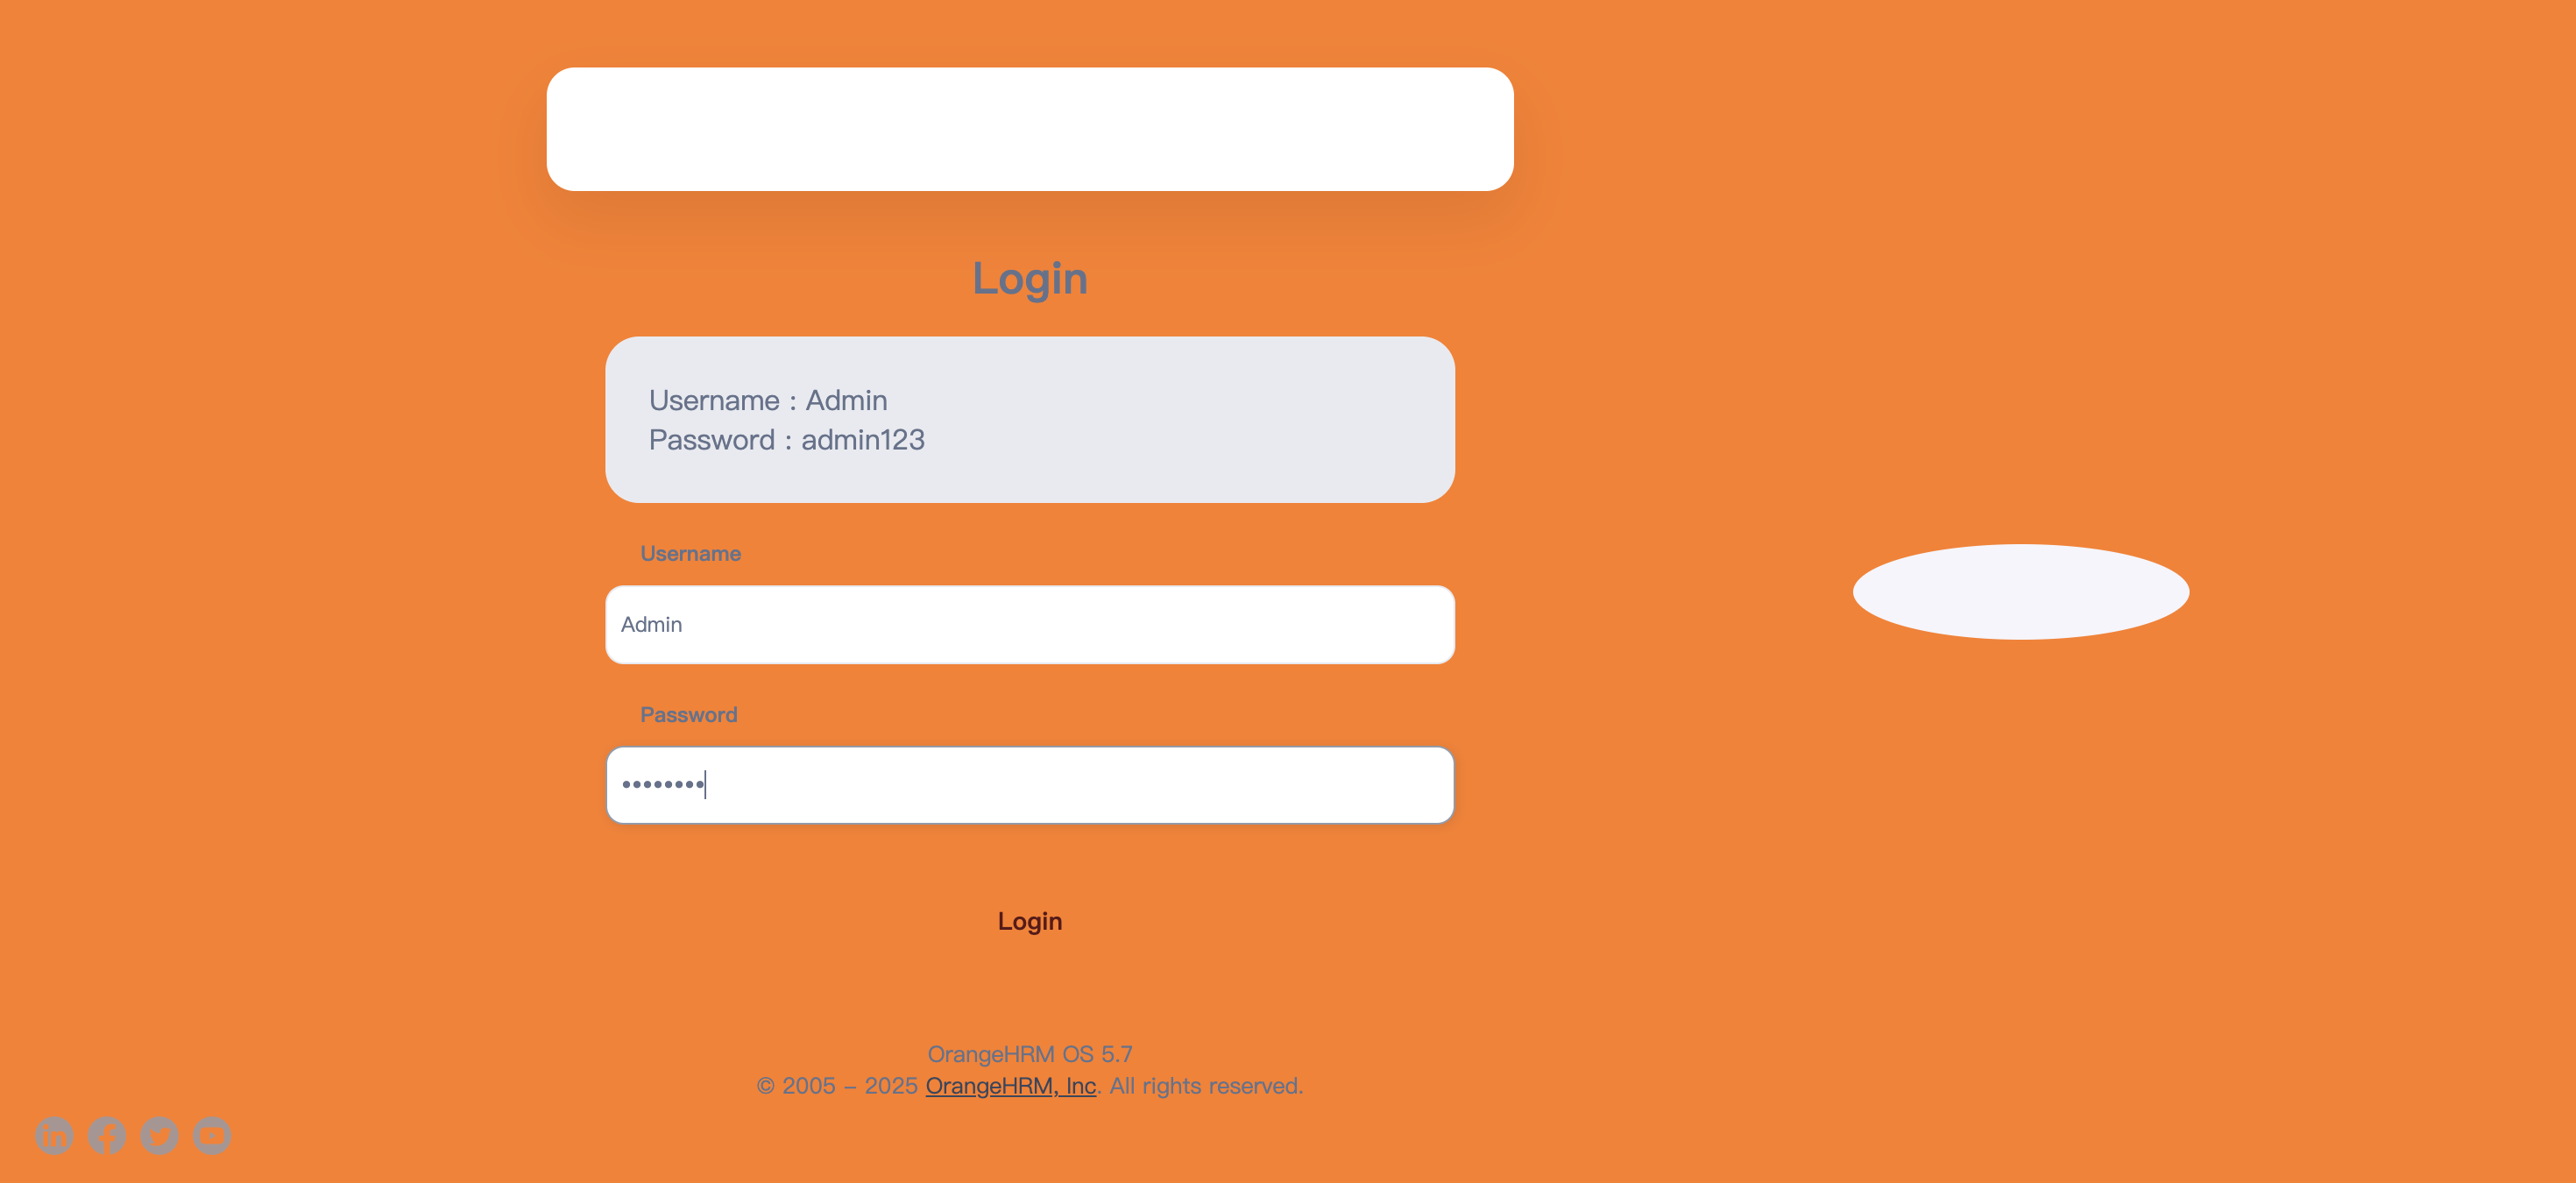 Login
Username : Admin
Password : admin123
Username
Admin
Password
••••••••
Login
OrangeHRM OS 5.7
© 2005 – 2025 OrangeHRM, Inc. All rights reserved.